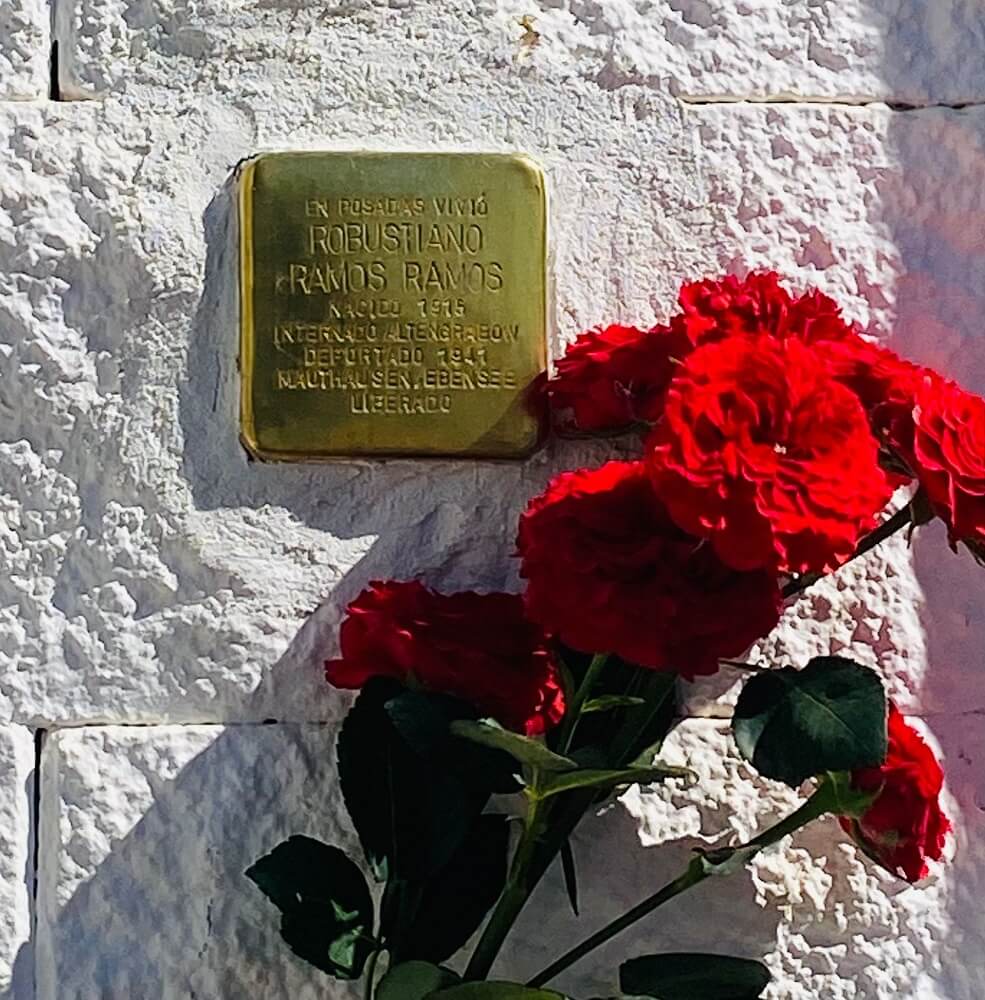 EN POSADAS VIVIÓ
ROBUSTIANO
RAMOS RAMOS
NACIDO 1915
INTERNADO ALTENGRABOW
DEPORTADO 1941
MAUTHAUSEN, EBENSEE
LIBERADO